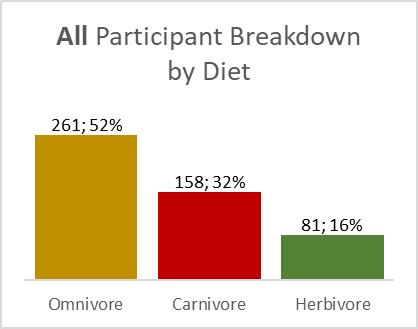 All Participant Breakdown
by Diet
261; 52%
158; 32%
81; 16%
Omnivore
Carnivore
Herbivore